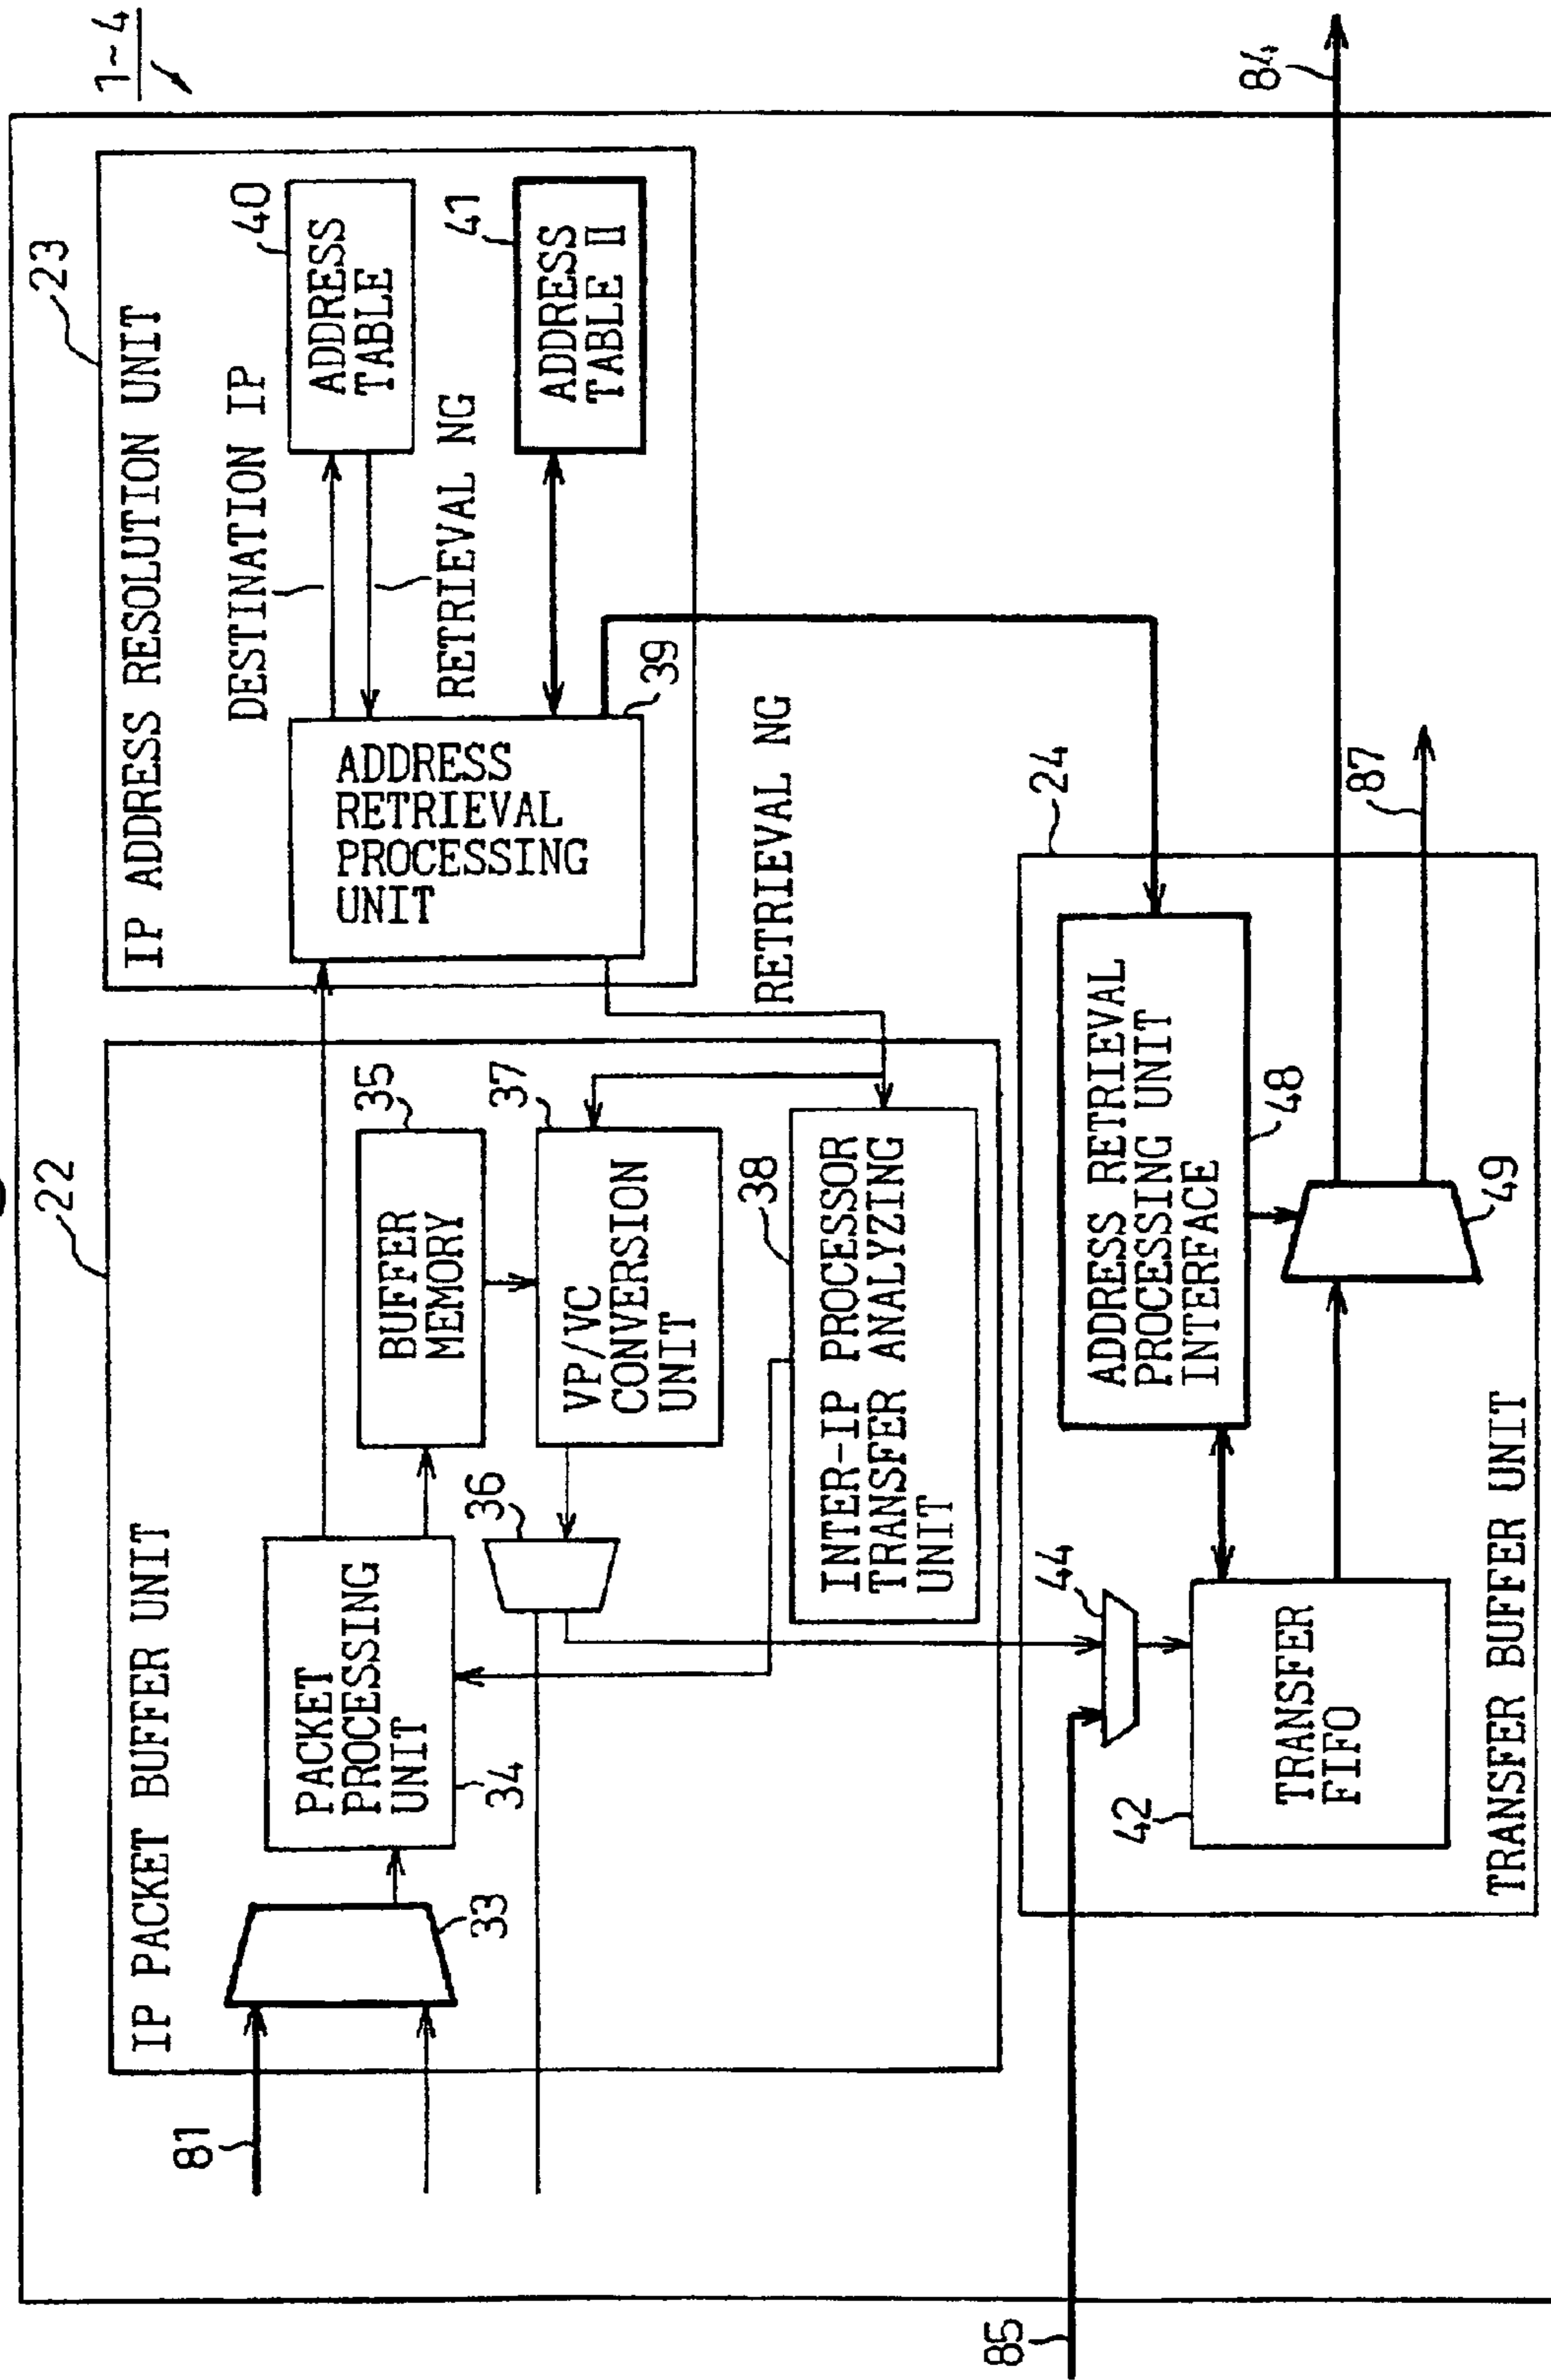 1~4
22
23
IP PACKET BUFFER UNIT
IP ADDRESS RESOLUTION UNIT
81
33
PACKET
PROCESSING
UNIT
34
35
BUFFER
MEMORY
36
37
VP/VC
CONVERSION
UNIT
38
INTER-IP PROCESSOR
TRANSFER ANALYZING
UNIT
DESTINATION IP
RETRIEVAL NG
ADDRESS
RETRIEVAL
PROCESSING
UNIT
39
40
ADDRESS
TABLE
41
ADDRESS
TABLE II
RETRIEVAL NG
85
44
42
TRANSFER
FIFO
ADDRESS RETRIEVAL
PROCESSING UNIT
INTERFACE
48
49
24
87
84
TRANSFER BUFFER UNIT